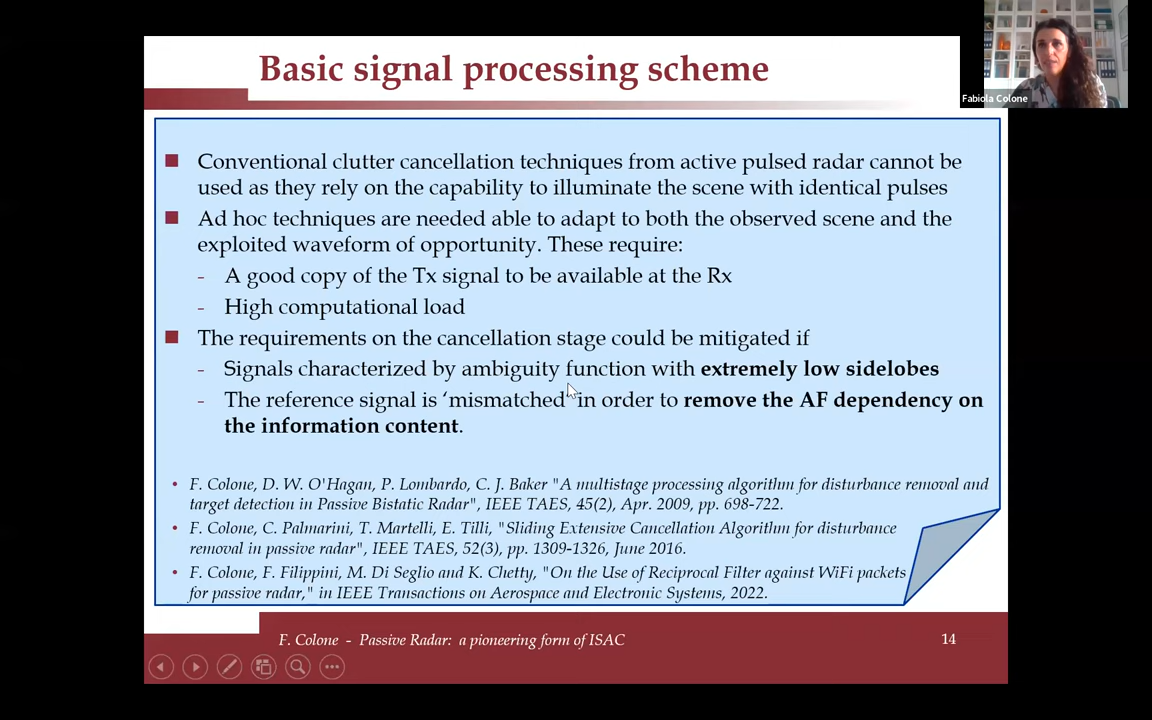 Basic signal processing scheme
Fabiola Colone
Conventional clutter cancellation techniques from active pulsed radar cannot be
used as they rely on the capability to illuminate the scene with identical pulses
Ad hoc techniques are needed able to adapt to both the observed scene and the
exploited waveform of opportunity. These require:
- A good copy of the Tx signal to be available at the Rx
- High computational load
The requirements on the cancellation stage could be mitigated if
- Signals characterized by ambiguity function with extremely low sidelobes
- The reference signal is ‘mismatched’ in order to remove the AF dependency on
the information content.
• F. Colone, D. W. O'Hagan, P. Lombardo, C. J. Baker "A multistage processing algorithm for disturbance removal and
target detection in Passive Bistatic Radar", IEEE TAES, 45(2), Apr. 2009, pp. 698-722.
• F. Colone, C. Palmarini, T. Martelli, E. Tilli, "Sliding Extensive Cancellation Algorithm for disturbance
removal in passive radar", IEEE TAES, 52(3), pp. 1309-1326, June 2016.
• F. Colone, F. Filippini, M. Di Seglio and K. Chetty, "On the Use of Reciprocal Filter against WiFi packets
for passive radar," in IEEE Transactions on Aerospace and Electronic Systems, 2022.
F. Colone - Passive Radar: a pioneering form of ISAC
14